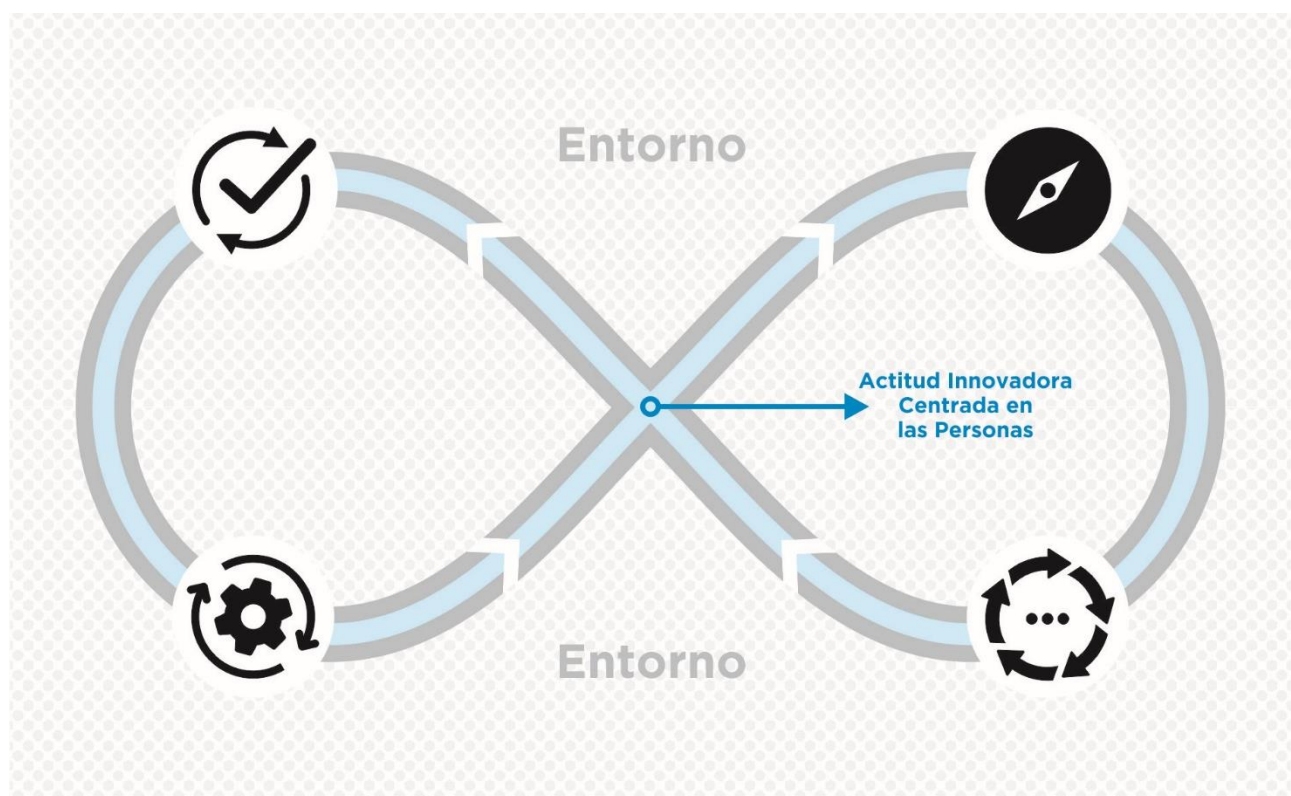 Entorno
Actitud Innovadora
Centrada en
las Personas
Entorno